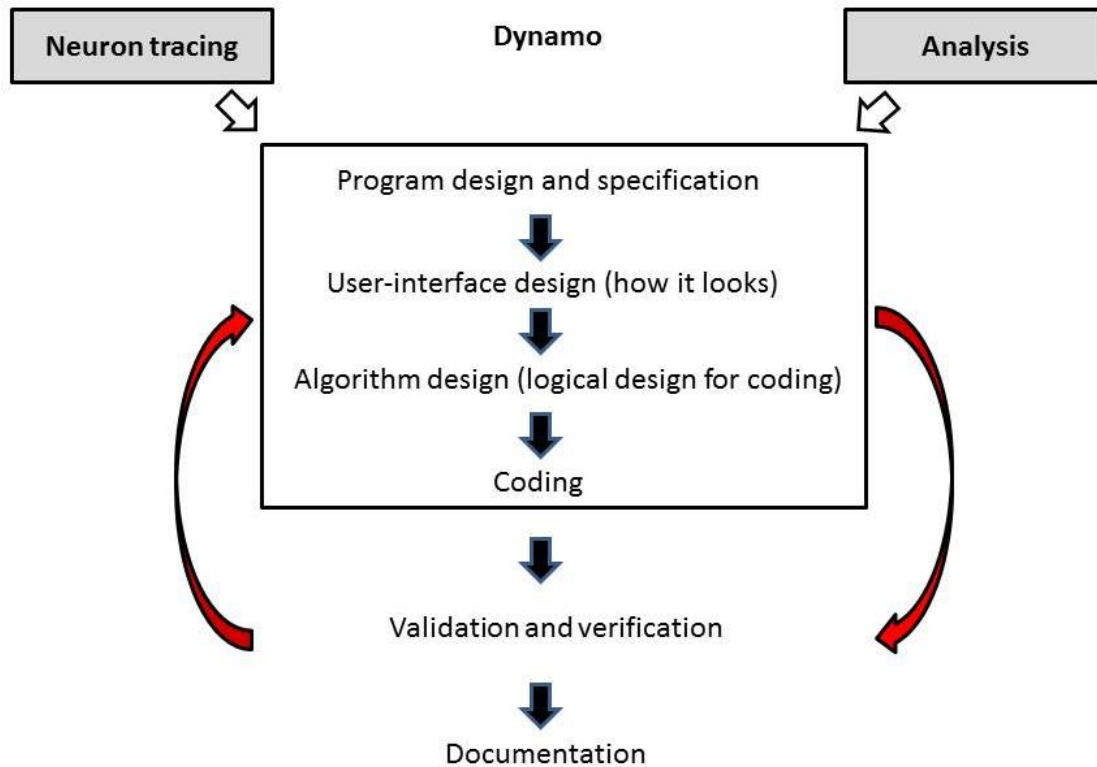 Neuron tracing
Dynamo
Analysis
Program design and specification
User-interface design (how it looks)
Algorithm design (logical design for coding)
Coding
Validation and verification
Documentation